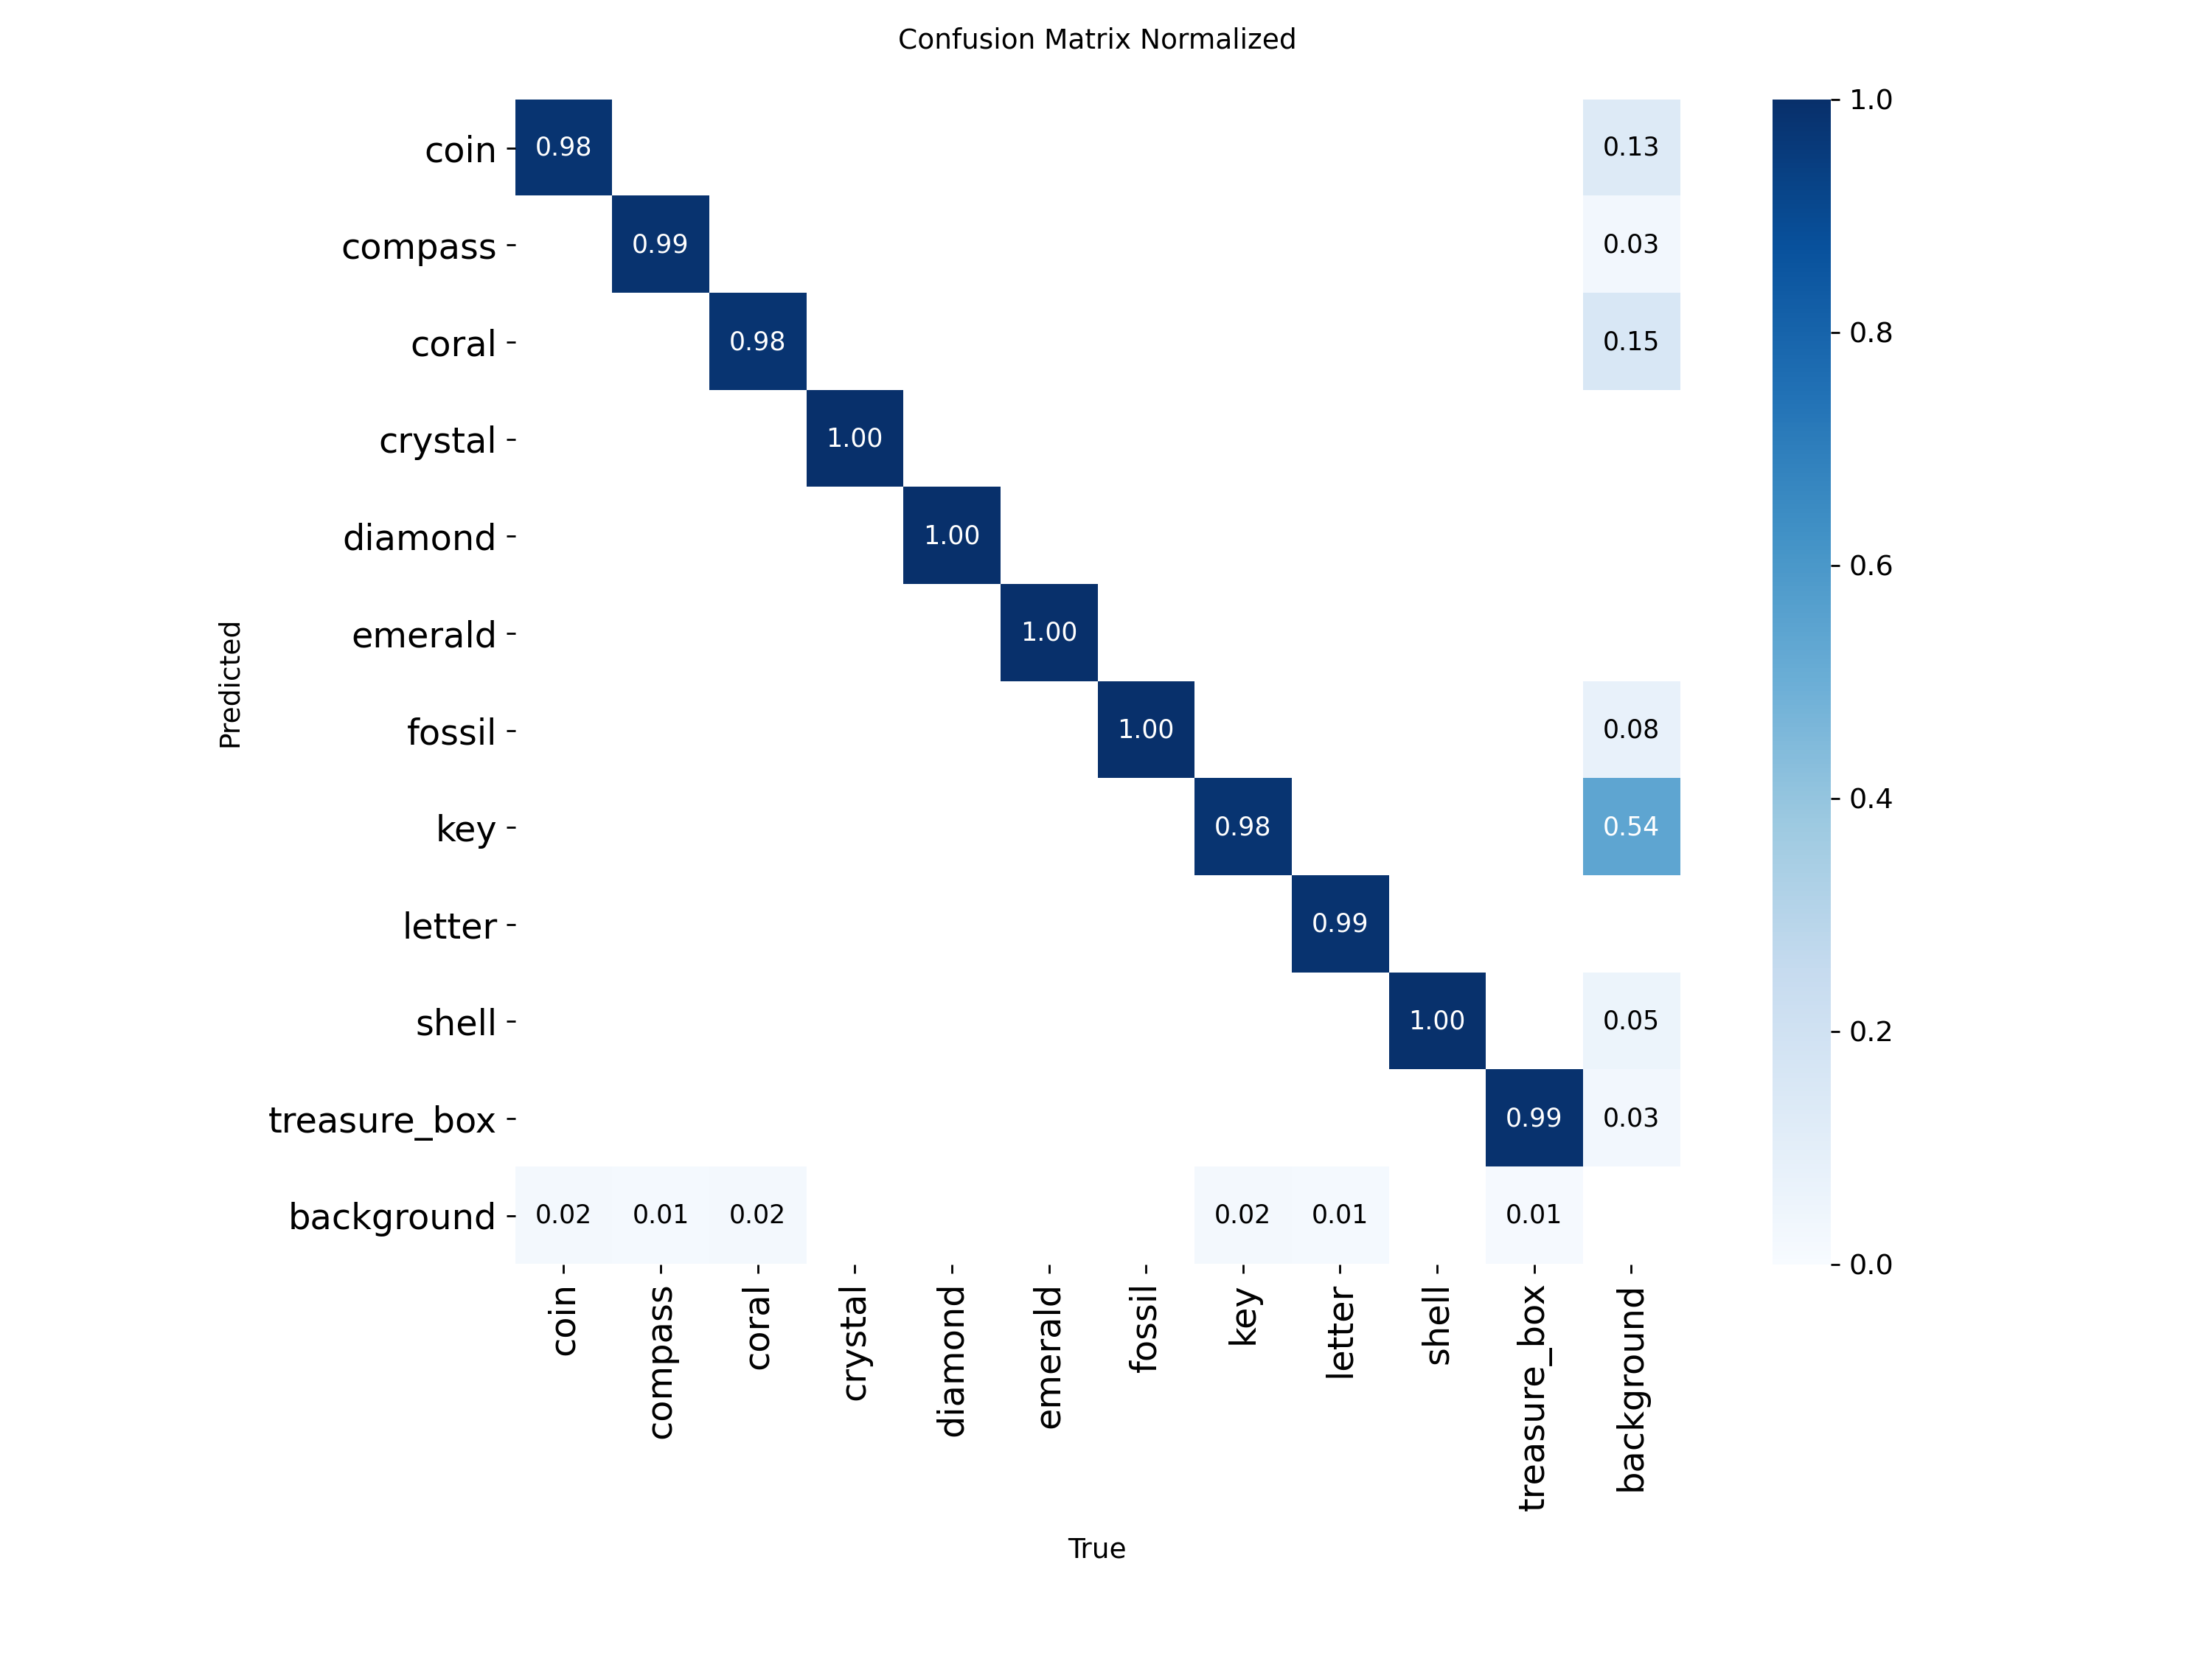 Confusion Matrix Normalized
coin 0.98 0.13
compass 0.99 0.03
coral 0.98 0.15
crystal 1.00
diamond 1.00
emerald 1.00
fossil 1.00 0.08
key 0.98 0.54
letter 0.99
shell 1.00 0.05
treasure_box 0.99 0.03
background 0.02 0.01 0.02 0.02 0.01 0.01
coin compass coral crystal diamond emerald fossil key letter shell treasure_box background
True
Predicted
1.0
0.8
0.6
0.4
0.2
0.0